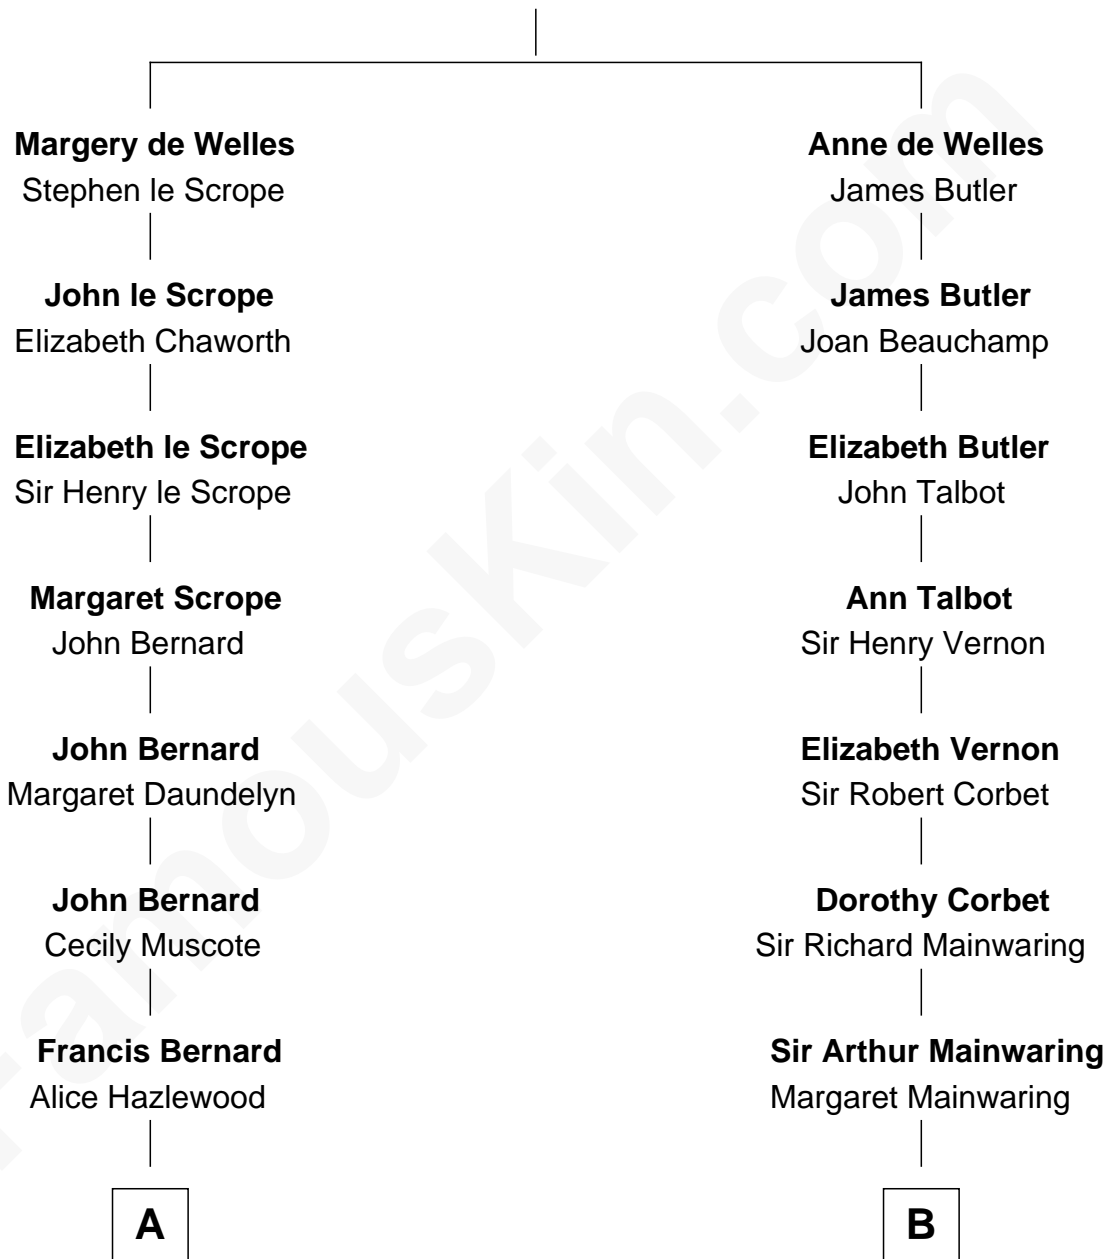 Margery de Welles
Stephen le Scrope
John le Scrope
Elizabeth Chaworth
Elizabeth le Scrope
Sir Henry le Scrope
Margaret Scrope
John Bernard
John Bernard
Margaret Daundelyn
John Bernard
Cecily Muscote
Francis Bernard
Alice Hazlewood
A
Anne de Welles
James Butler
James Butler
Joan Beauchamp
Elizabeth Butler
John Talbot
Ann Talbot
Sir Henry Vernon
Elizabeth Vernon
Sir Robert Corbet
Dorothy Corbet
Sir Richard Mainwaring
Sir Arthur Mainwaring
Margaret Mainwaring
B
FamousKin.com